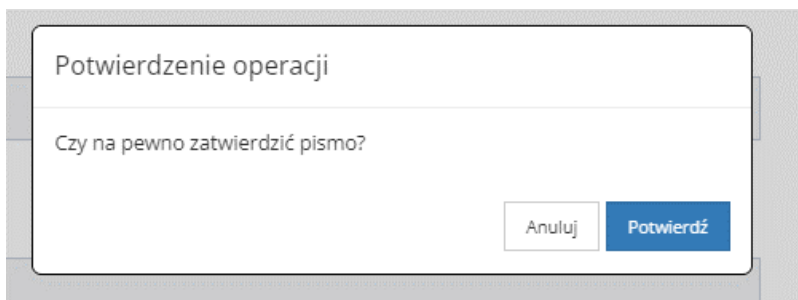 Potwierdzenie operacji
Czy na pewno zatwierdzić pismo?
Anuluj Potwierdź